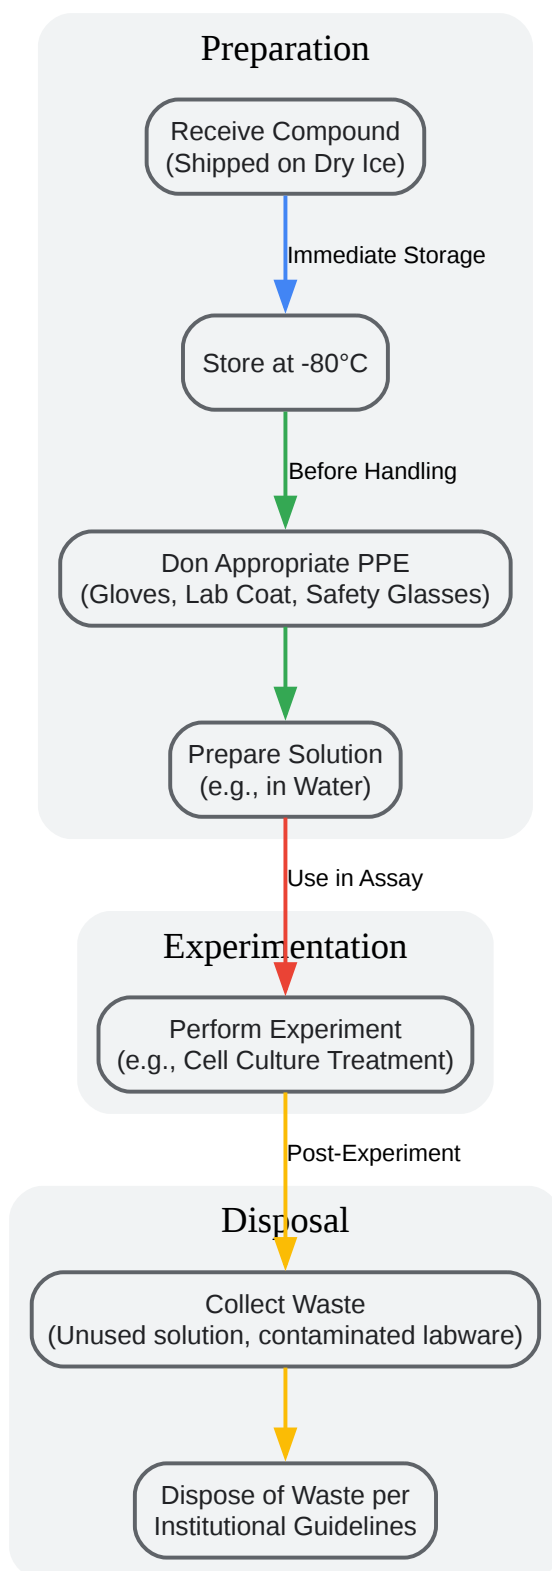 Preparation
Receive Compound
(Shipped on Dry Ice)
Immediate Storage
Store at -80°C
Before Handling
Don Appropriate PPE
(Gloves, Lab Coat, Safety Glasses)
Prepare Solution
(e.g., in Water)
Use in Assay
Experimentation
Perform Experiment
(e.g., Cell Culture Treatment)
Post-Experiment
Disposal
Collect Waste
(Unused solution, contaminated labware)
Dispose of Waste per
Institutional Guidelines